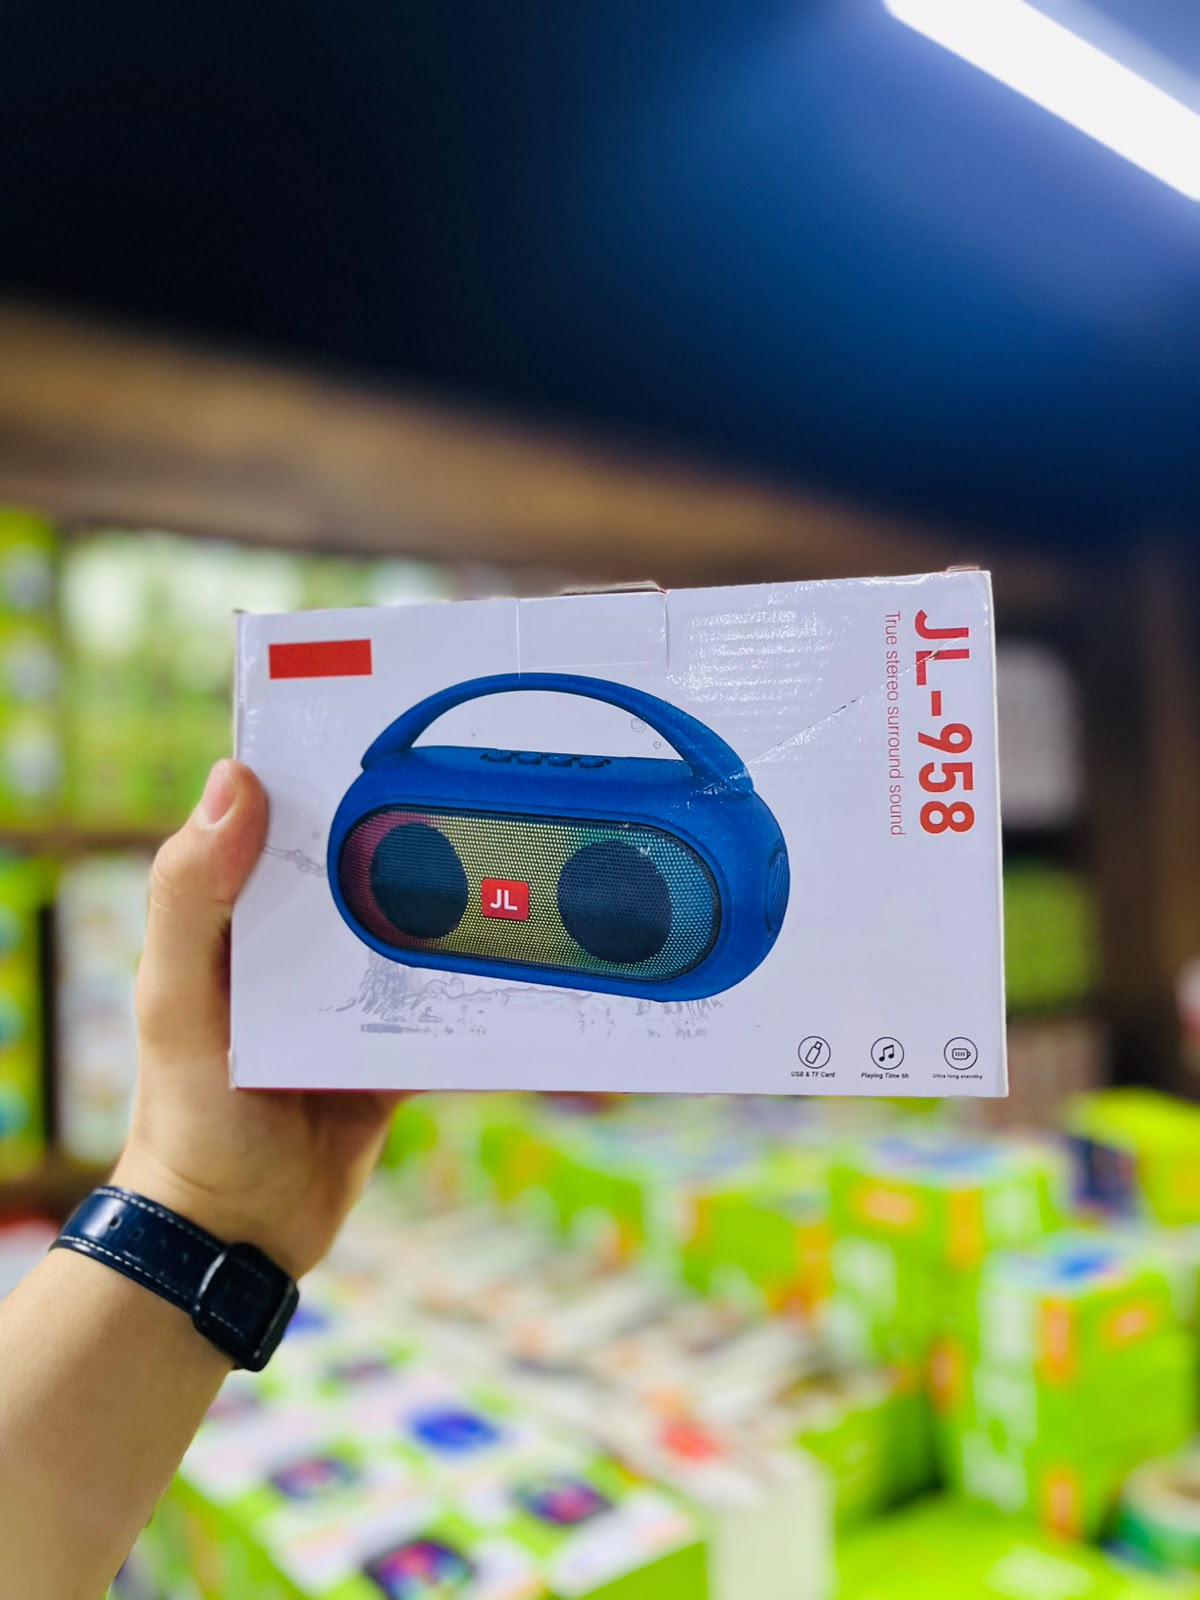 JL-958
True stereo surround sound
JL
USB & TF Card
Playing Time 6h
Ultra long standby